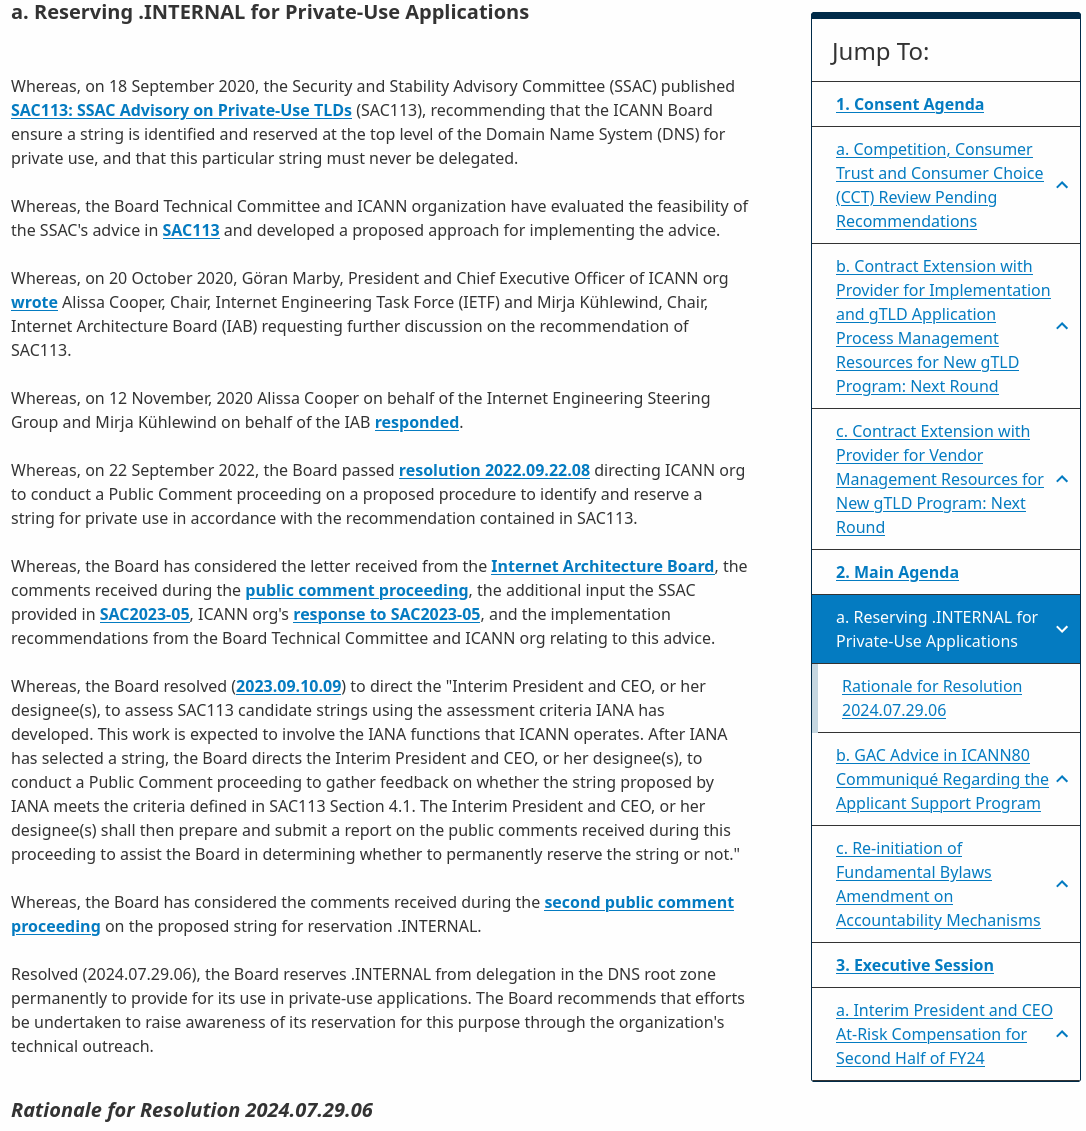 a. Reserving .INTERNAL for Private-Use Applications
Whereas, on 18 September 2020, the Security and Stability Advisory Committee (SSAC) published
SAC113: SSAC Advisory on Private-Use TLDs (SAC113), recommending that the ICANN Board
ensure a string is identified and reserved at the top level of the Domain Name System (DNS) for
private use, and that this particular string must never be delegated.
Whereas, the Board Technical Committee and ICANN organization have evaluated the feasibility of
the SSAC's advice in SAC113 and developed a proposed approach for implementing the advice.
Whereas, on 20 October 2020, Göran Marby, President and Chief Executive Officer of ICANN org
wrote Alissa Cooper, Chair, Internet Engineering Task Force (IETF) and Mirja Kühlewind, Chair,
Internet Architecture Board (IAB) requesting further discussion on the recommendation of
SAC113.
Whereas, on 12 November, 2020 Alissa Cooper on behalf of the Internet Engineering Steering
Group and Mirja Kühlewind on behalf of the IAB responded.
Whereas, on 22 September 2022, the Board passed resolution 2022.09.22.08 directing ICANN org
to conduct a Public Comment proceeding on a proposed procedure to identify and reserve a
string for private use in accordance with the recommendation contained in SAC113.
Whereas, the Board has considered the letter received from the Internet Architecture Board, the
comments received during the public comment proceeding, the additional input the SSAC
provided in SAC2023-05, ICANN org's response to SAC2023-05, and the implementation
recommendations from the Board Technical Committee and ICANN org relating to this advice.
Whereas, the Board resolved (2023.09.10.09) to direct the "Interim President and CEO, or her
designee(s), to assess SAC113 candidate strings using the assessment criteria IANA has
developed. This work is expected to involve the IANA functions that ICANN operates. After IANA
has selected a string, the Board directs the Interim President and CEO, or her designee(s), to
conduct a Public Comment proceeding to gather feedback on whether the string proposed by
IANA meets the criteria defined in SAC113 Section 4.1. The Interim President and CEO, or her
designee(s) shall then prepare and submit a report on the public comments received during this
proceeding to assist the Board in determining whether to permanently reserve the string or not."
Whereas, the Board has considered the comments received during the second public comment
proceeding on the proposed string for reservation .INTERNAL.
Resolved (2024.07.29.06), the Board reserves .INTERNAL from delegation in the DNS root zone
permanently to provide for its use in private-use applications. The Board recommends that efforts
be undertaken to raise awareness of its reservation for this purpose through the organization's
technical outreach.
Rationale for Resolution 2024.07.29.06
Jump To:
1. Consent Agenda
a. Competition, Consumer
Trust and Consumer Choice
(CCT) Review Pending
Recommendations
b. Contract Extension with
Provider for Implementation
and gTLD Application
Process Management
Resources for New gTLD
Program: Next Round
c. Contract Extension with
Provider for Vendor
Management Resources for
New gTLD Program: Next
Round
2. Main Agenda
a. Reserving .INTERNAL for
Private-Use Applications
Rationale for Resolution
2024.07.29.06
b. GAC Advice in ICANN80
Communiqué Regarding the
Applicant Support Program
c. Re-initiation of
Fundamental Bylaws
Amendment on
Accountability Mechanisms
3. Executive Session
a. Interim President and CEO
At-Risk Compensation for
Second Half of FY24